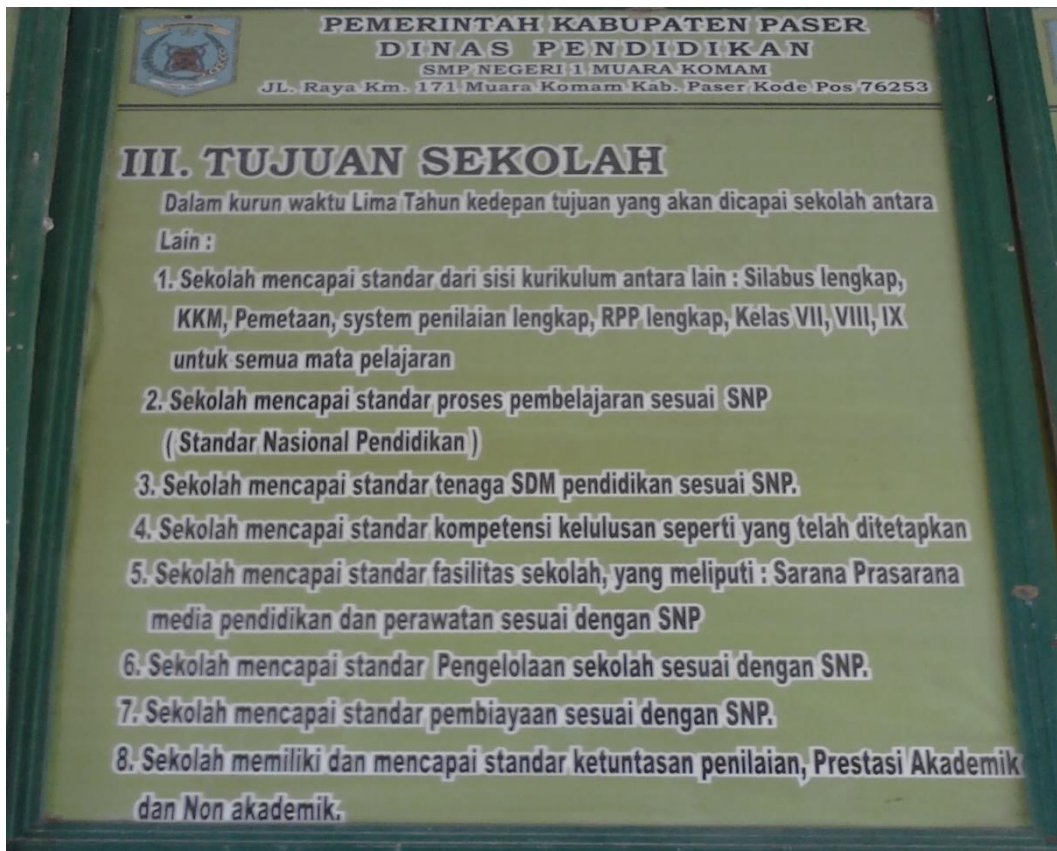 PEMERINTAH KABUPATEN PASER
DINAS PENDIDIKAN
SMP NEGERI 1 MUARA KOMAM
JL. Raya Km. 171 Muara Komam Kab. Paser Kode Pos 76253
III. TUJUAN SEKOLAH
Dalam kurun waktu Lima Tahun kedepan tujuan yang akan dicapai sekolah antara
Lain :
1. Sekolah mencapai standar dari sisi kurikulum antara lain : Silabus lengkap,
KKM, Pemetaan, system penilaian lengkap, RPP lengkap, Kelas VII, VIII, IX
untuk semua mata pelajaran
2. Sekolah mencapai standar proses pembelajaran sesuai SNP
( Standar Nasional Pendidikan )
3. Sekolah mencapai standar tenaga SDM pendidikan sesuai SNP.
4. Sekolah mencapai standar kompetensi kelulusan seperti yang telah ditetapkan
5. Sekolah mencapai standar fasilitas sekolah, yang meliputi : Sarana Prasarana
media pendidikan dan perawatan sesuai dengan SNP
6. Sekolah mencapai standar Pengelolaan sekolah sesuai dengan SNP.
7. Sekolah mencapai standar pembiayaan sesuai dengan SNP.
8. Sekolah memiliki dan mencapai standar ketuntasan penilaian, Prestasi Akademik
dan Non akademik.